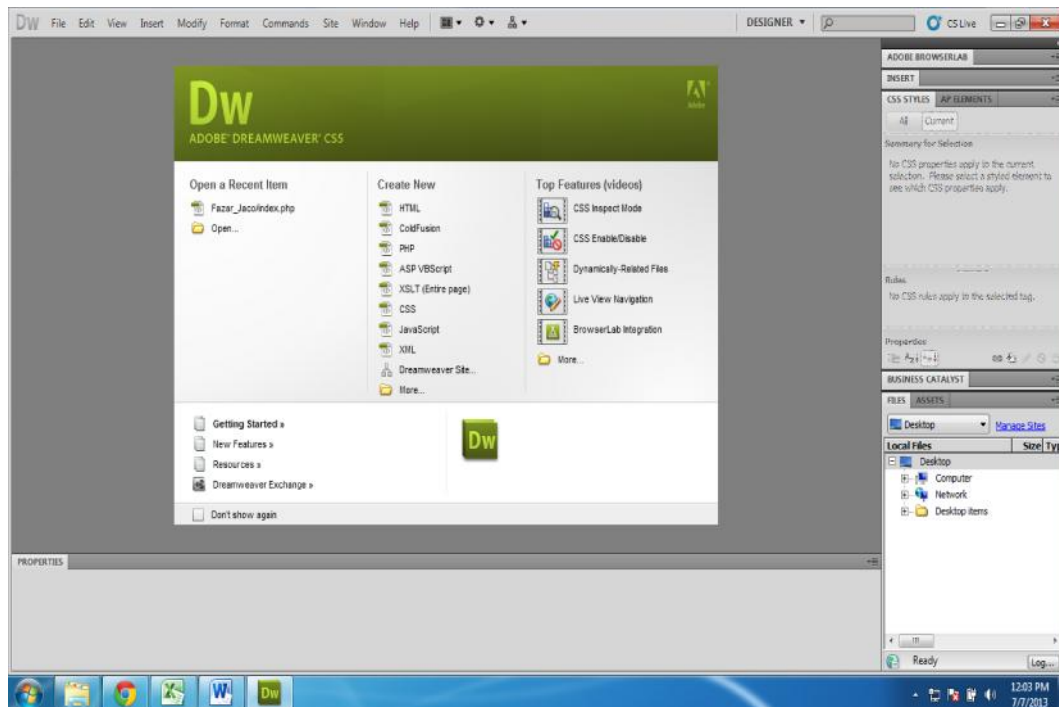 Dw File Edit View Insert Modify Format Commands Site Window Help DESIGNER CS Live
ADOBE BROWSERLAB
INSERT
CSS STYLES AP ELEMENTS
All Current
Summary for Selection
No CSS properties apply to the current
selection. Please select a styled element to
see which CSS properties apply.
Rules
No CSS rules apply to the selected tag.
Properties
BUSINESS CATALYST
FILES ASSETS
Desktop Manage Sites
Local Files Size Typ
Desktop
Computer
Network
Desktop items
Ready Log...
Dw
ADOBE® DREAMWEAVER® CS5
Adobe
Open a Recent Item
Fazar_Jaco/index.php
Open...
Create New
HTML
ColdFusion
PHP
ASP VBScript
XSLT (Entire page)
CSS
JavaScript
XML
Dreamweaver Site...
More...
Top Features (videos)
CSS Inspect Mode
CSS Enable/Disable
Dynamically-Related Files
Live View Navigation
BrowserLab Integration
More...
Getting Started »
New Features »
Resources »
Dreamweaver Exchange »
Dw
Don't show again
PROPERTIES
Dw
12:03 PM
7/7/2013